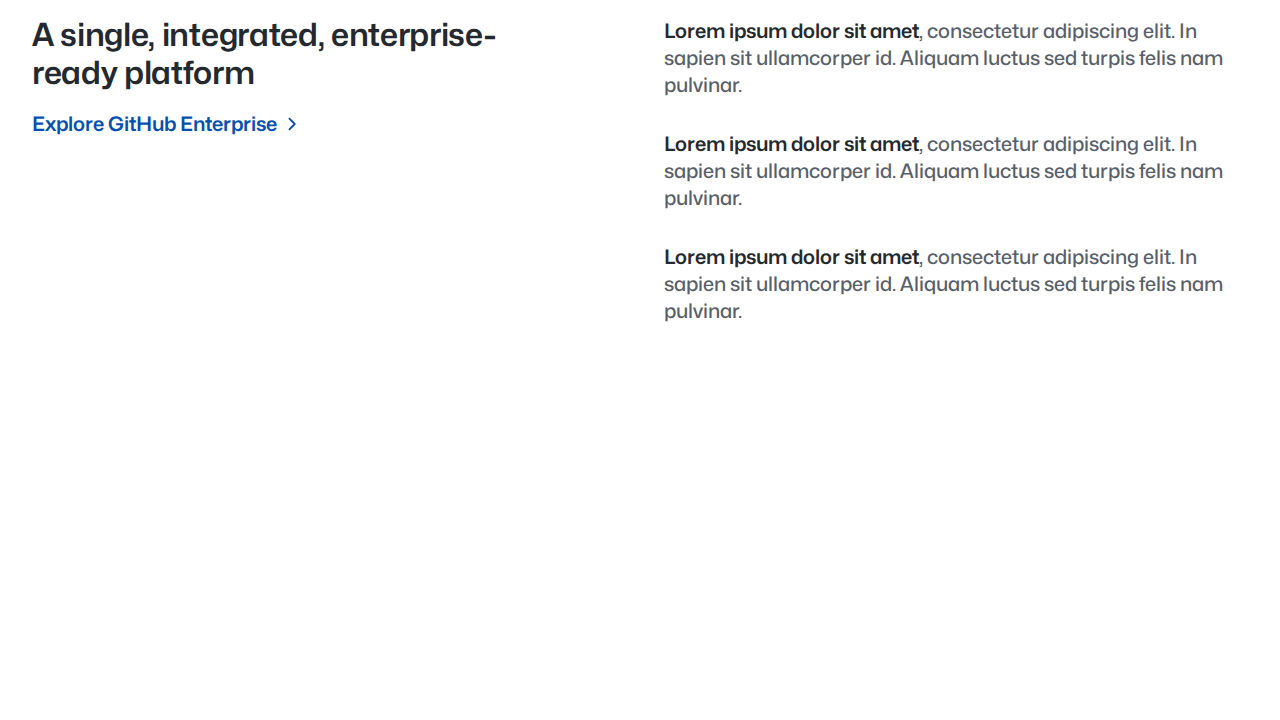 A single, integrated, enterprise-
ready platform
Explore GitHub Enterprise
Lorem ipsum dolor sit amet, consectetur adipiscing elit. In
sapien sit ullamcorper id. Aliquam luctus sed turpis felis nam
pulvinar.
Lorem ipsum dolor sit amet, consectetur adipiscing elit. In
sapien sit ullamcorper id. Aliquam luctus sed turpis felis nam
pulvinar.
Lorem ipsum dolor sit amet, consectetur adipiscing elit. In
sapien sit ullamcorper id. Aliquam luctus sed turpis felis nam
pulvinar.